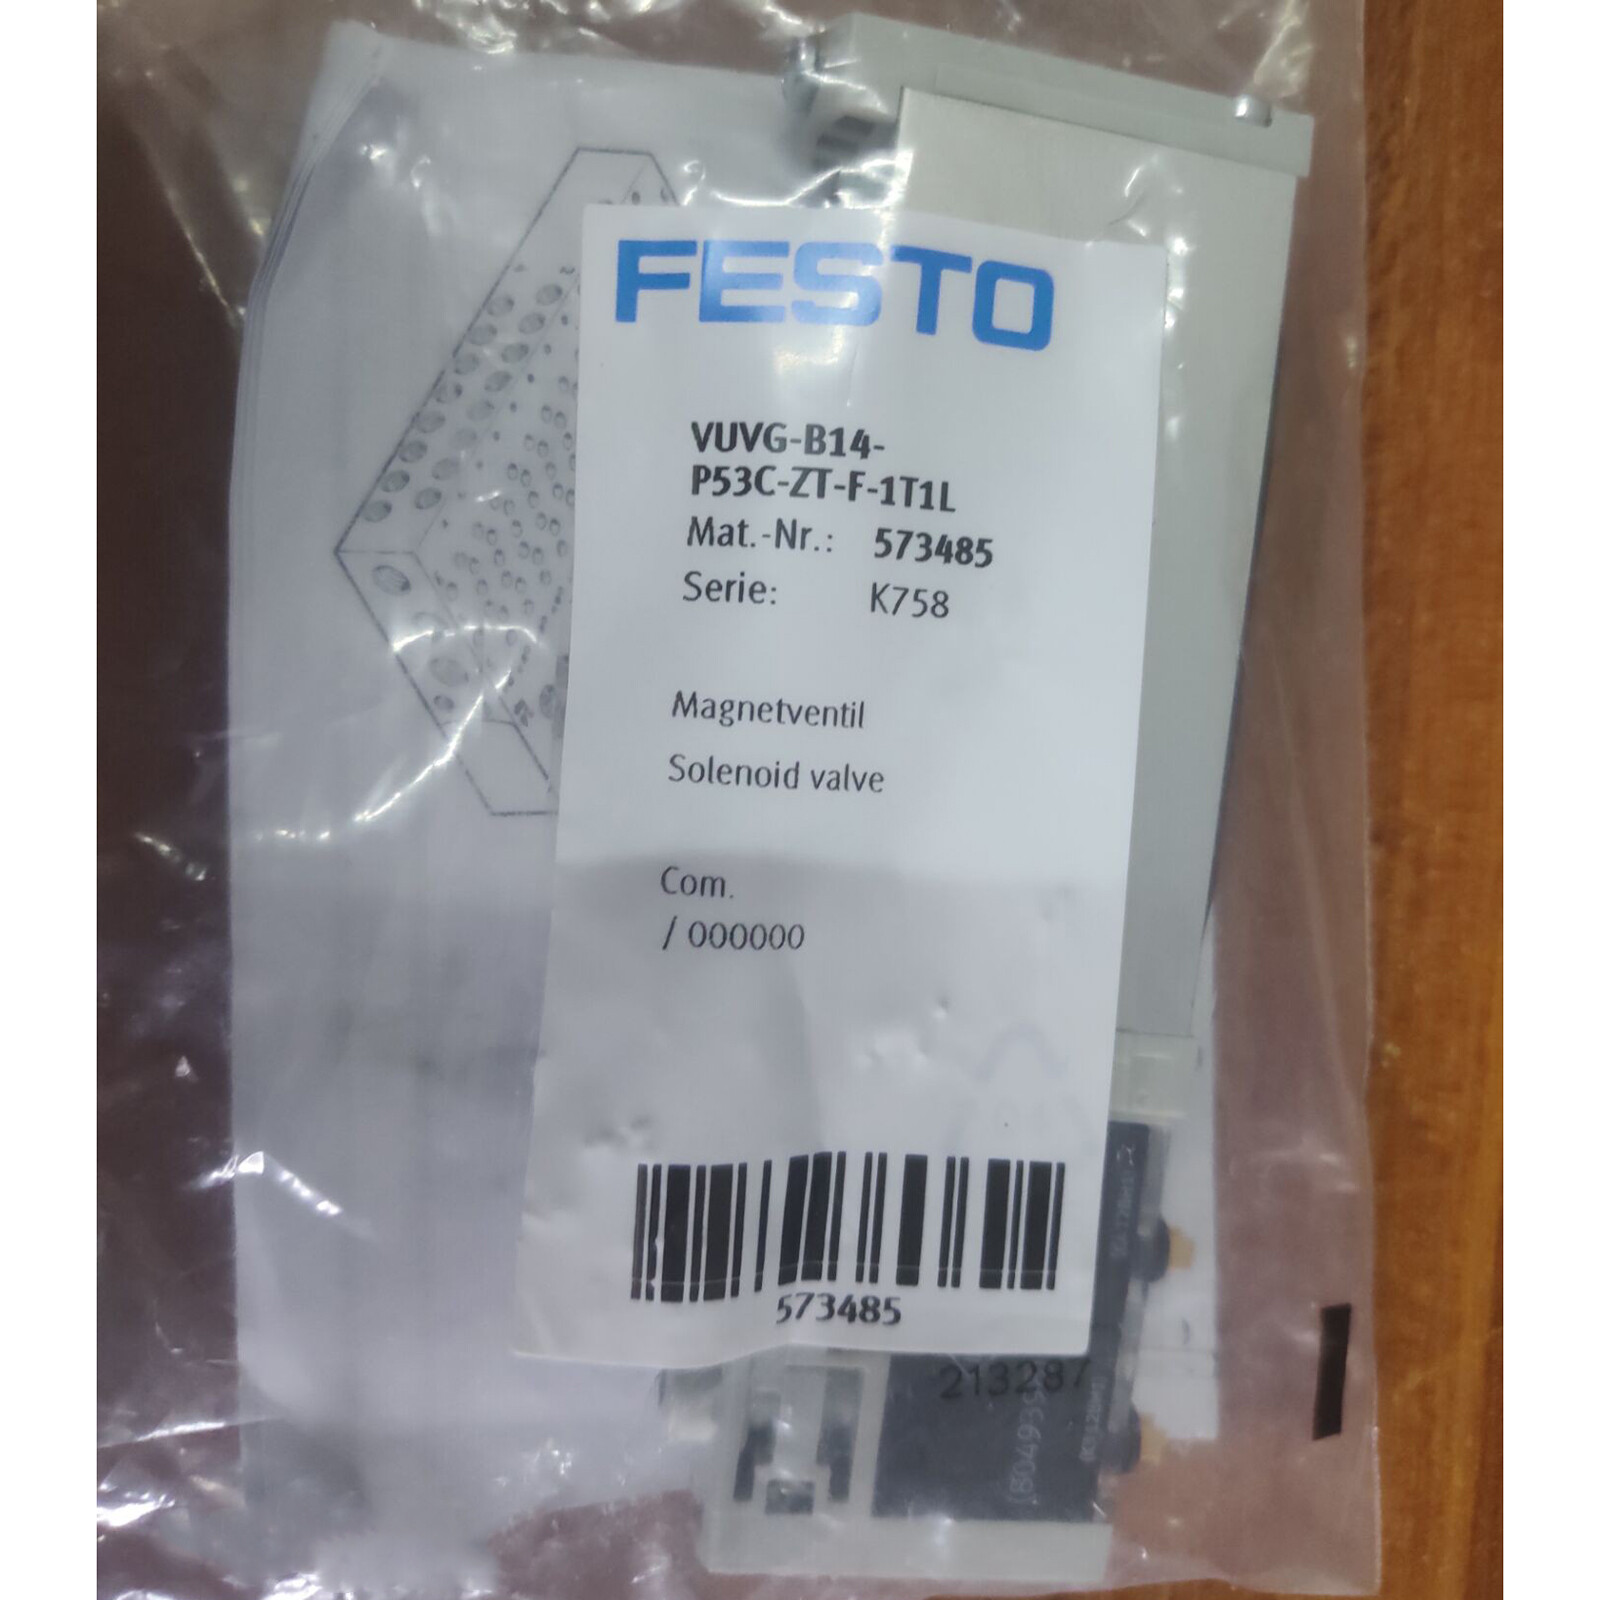 FESTO
VUVG-B14-
P53C-ZT-F-1T1L
Mat.-Nr.: 573485
Serie: K758
Magnetventil
Solenoid valve
Com.
/ 000000
573485
213287